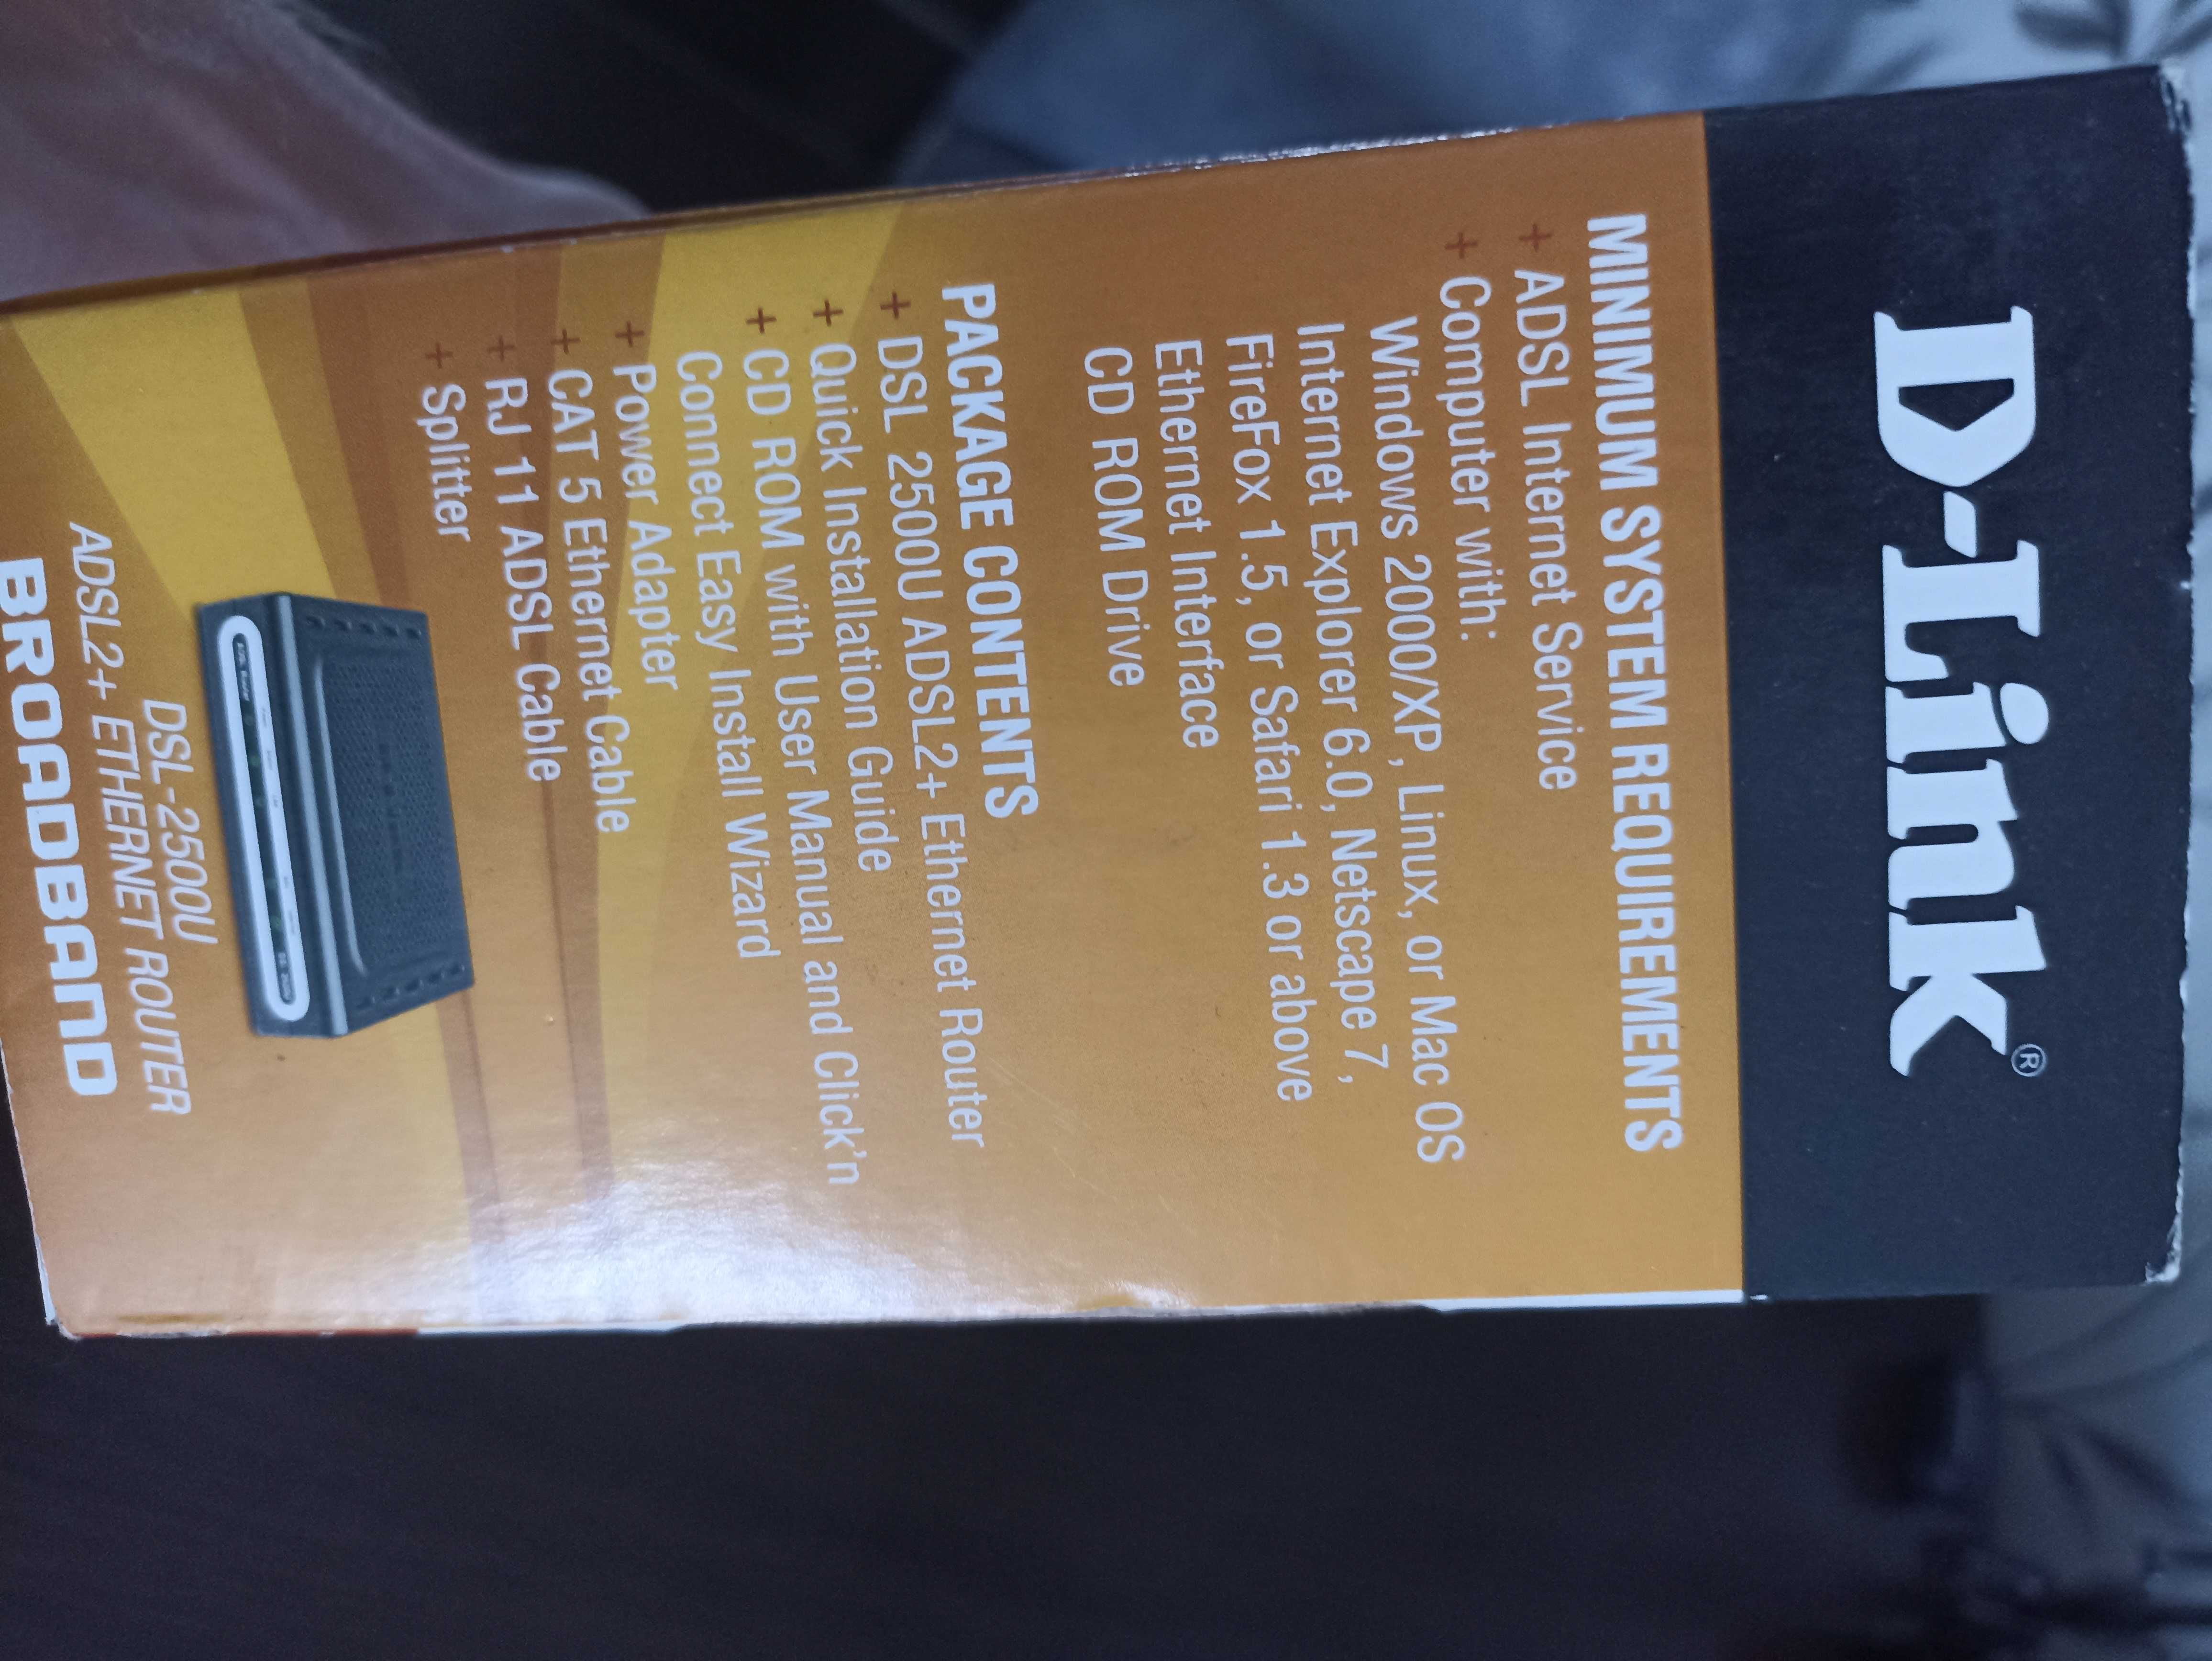 D-Link®
MINIMUM SYSTEM REQUIREMENTS
+ ADSL Internet Service
+ Computer with:
Windows 2000/XP, Linux, or Mac OS
Internet Explorer 6.0, Netscape 7,
FireFox 1.5, or Safari 1.3 or above
Ethernet Interface
CD ROM Drive
PACKAGE CONTENTS
+ DSL 2500U ADSL2+ Ethernet Router
+ Quick Installation Guide
+ CD ROM with User Manual and Click'n
Connect Easy Install Wizard
+ Power Adapter
+ CAT 5 Ethernet Cable
+ RJ 11 ADSL Cable
+ Splitter
DSL-2500U
ADSL2+ ETHERNET ROUTER
BROADBAND